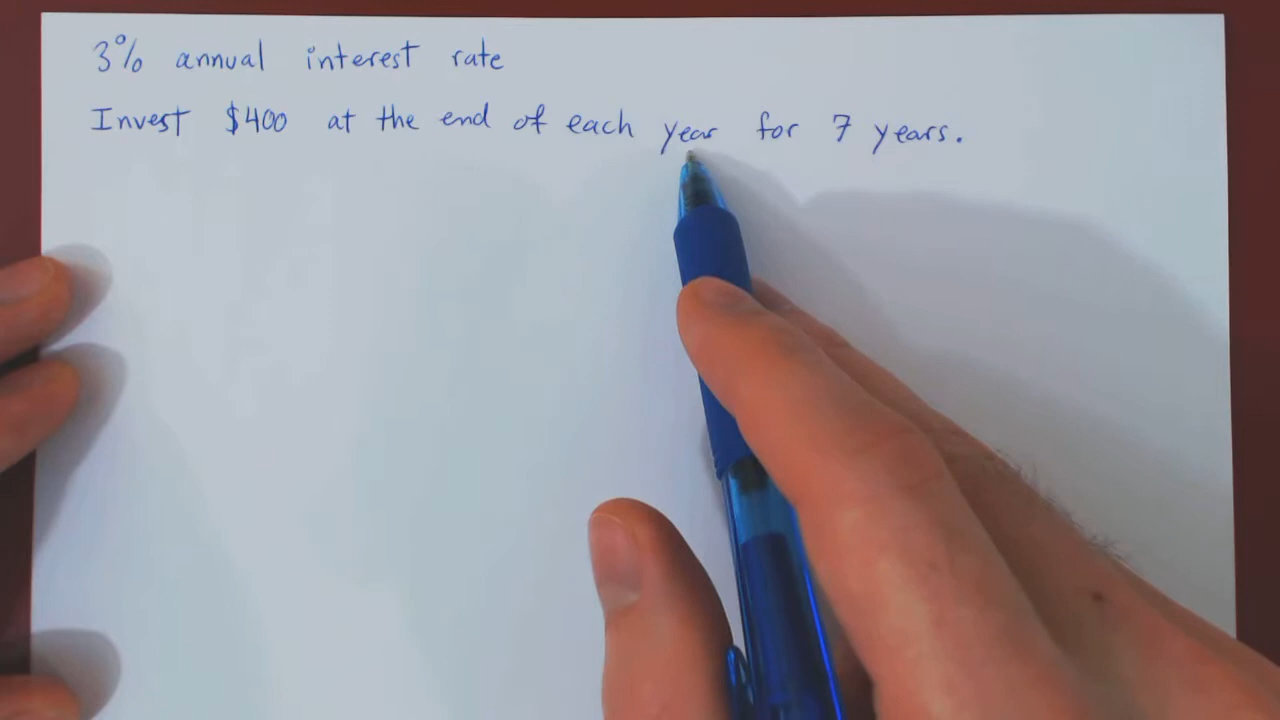 3% annual interest rate
Invest $400 at the end of each year for 7 years.